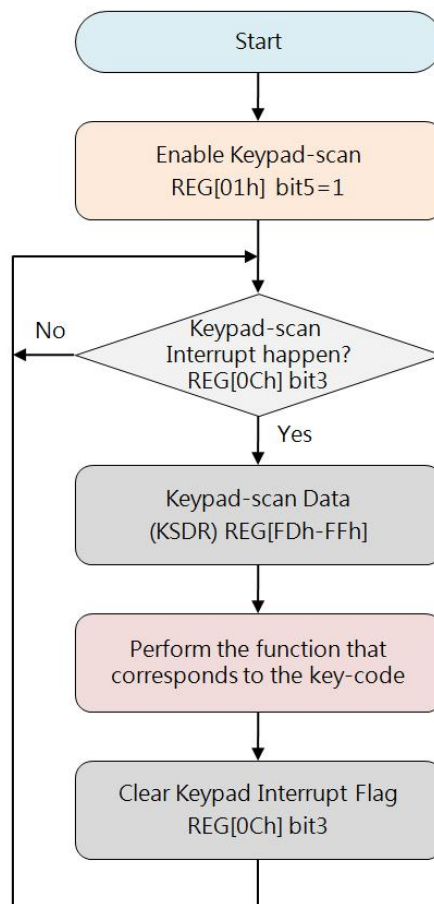 Start
Enable Keypad-scan
REG[01h] bit5=1
No
Keypad-scan
Interrupt happen?
REG[0Ch] bit3
Yes
Keypad-scan Data
(KSDR) REG[FDh-FFh]
Perform the function that
corresponds to the key-code
Clear Keypad Interrupt Flag
REG[0Ch] bit3